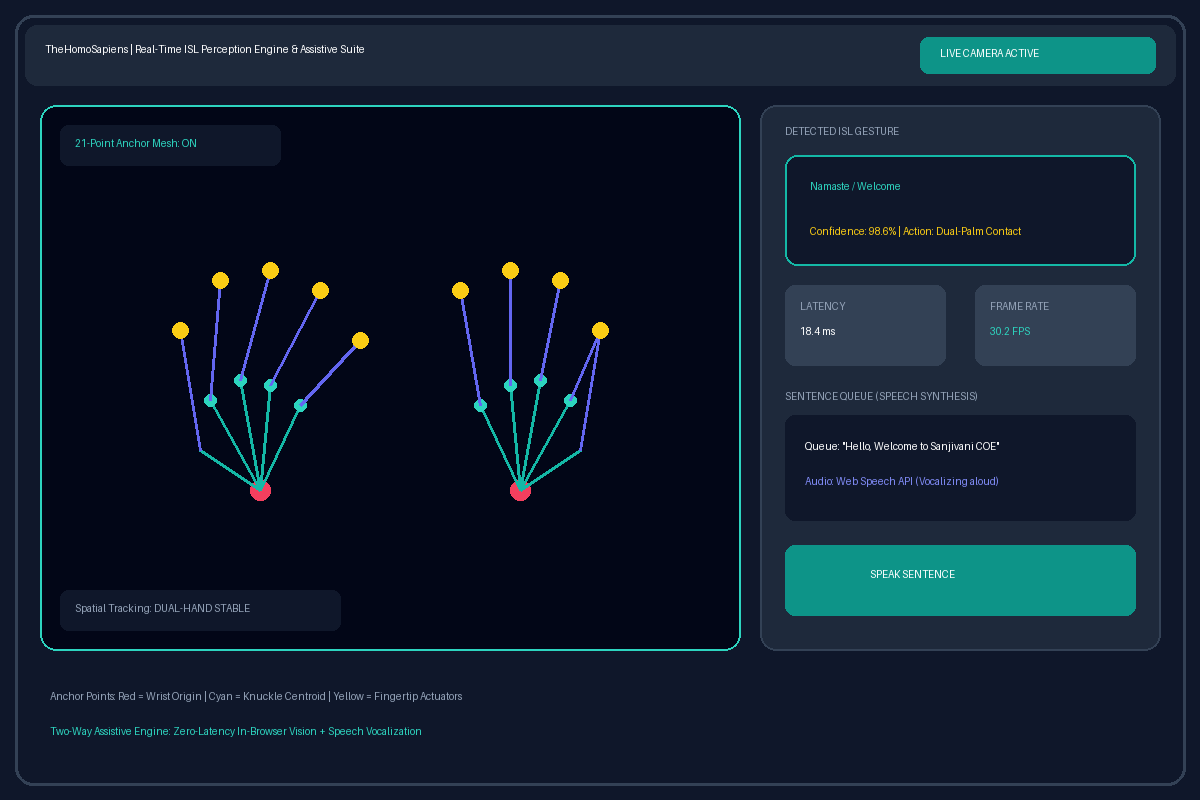 TheHomoSapiens | Real-Time ISL Perception Engine & Assistive Suite
LIVE CAMERA ACTIVE
21-Point Anchor Mesh: ON
Spatial Tracking: DUAL-HAND STABLE
DETECTED ISL GESTURE
Namaste / Welcome
Confidence: 98.6% | Action: Dual-Palm Contact
LATENCY
18.4 ms
FRAME RATE
30.2 FPS
SENTENCE QUEUE (SPEECH SYNTHESIS)
Queue: "Hello, Welcome to Sanjivani COE"
Audio: Web Speech API (Vocalizing aloud)
SPEAK SENTENCE
Anchor Points: Red = Wrist Origin | Cyan = Knuckle Centroid | Yellow = Fingertip Actuators
Two-Way Assistive Engine: Zero-Latency In-Browser Vision + Speech Vocalization